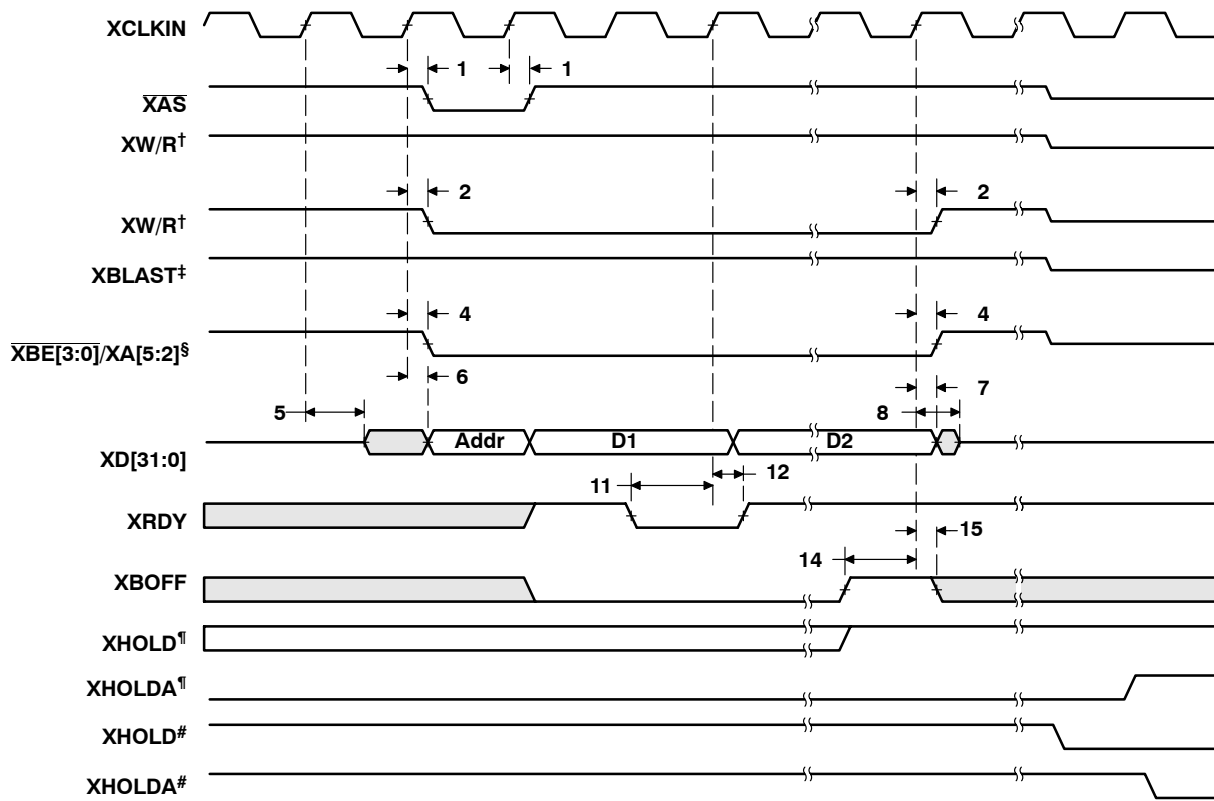 XCLKIN
1 1
XAS
XW/R†
2 2
XW/R†
XBLAST‡
4 4
XBE[3:0]/XA[5:2]§
6 7
5 8
XD[31:0] Addr D1 D2
11 12
XRDY
14 15
XBOFF
XHOLD¶
XHOLDA¶
XHOLD#
XHOLDA#